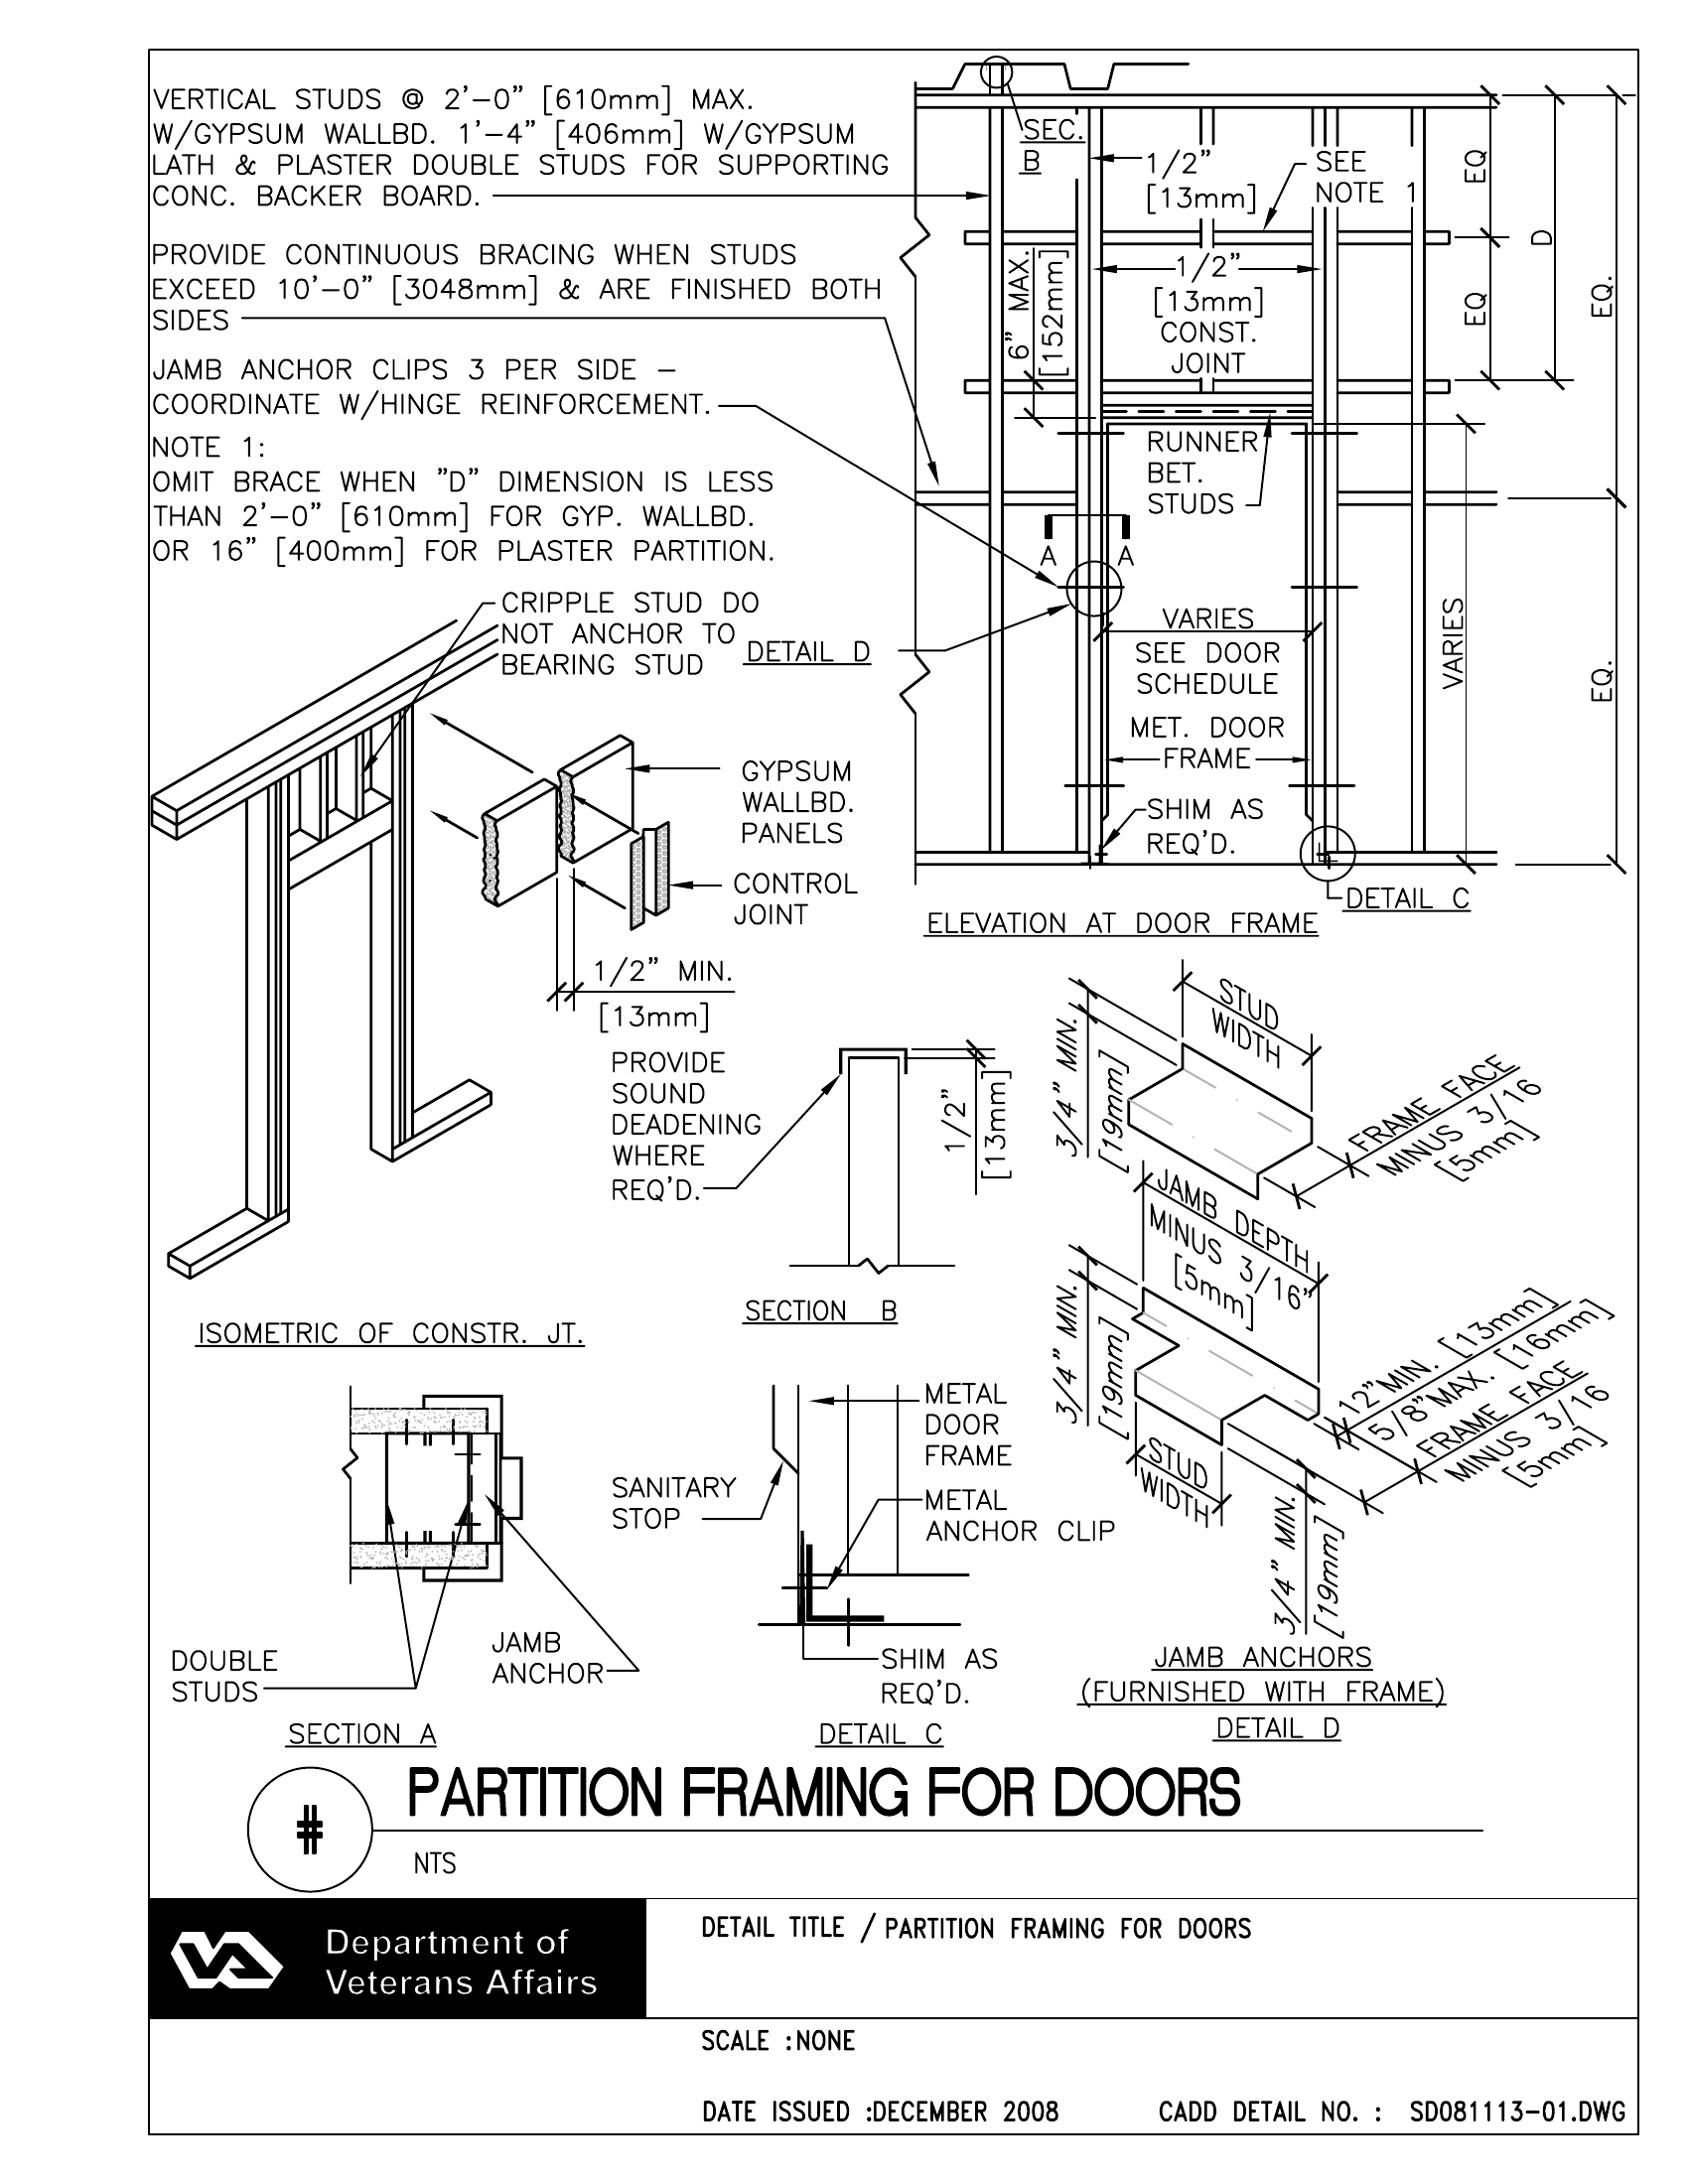 VERTICAL STUDS @ 2'-0" [610mm] MAX.
W/GYPSUM WALLBD. 1'-4" [406mm] W/GYPSUM
LATH & PLASTER DOUBLE STUDS FOR SUPPORTING
CONC. BACKER BOARD.
PROVIDE CONTINUOUS BRACING WHEN STUDS
EXCEED 10'-0" [3048mm] & ARE FINISHED BOTH
SIDES
JAMB ANCHOR CLIPS 3 PER SIDE -
COORDINATE W/HINGE REINFORCEMENT.
NOTE 1:
OMIT BRACE WHEN "D" DIMENSION IS LESS
THAN 2'-0" [610mm] FOR GYP. WALLBD.
OR 16" [400mm] FOR PLASTER PARTITION.
SEC.
B
1/2"
[13mm]
SEE
NOTE 1
EQ
D
EQ.
6" MAX.
[152mm]
1/2"
[13mm]
CONST.
JOINT
EQ
RUNNER
BET.
STUDS
A
A
VARIES
SEE DOOR
SCHEDULE
VARIES
EQ.
MET. DOOR
FRAME
SHIM AS
REQ'D.
DETAIL C
DETAIL D
ELEVATION AT DOOR FRAME
CRIPPLE STUD DO
NOT ANCHOR TO
BEARING STUD
GYPSUM
WALLBD.
PANELS
CONTROL
JOINT
1/2" MIN.
[13mm]
ISOMETRIC OF CONSTR. JT.
PROVIDE
SOUND
DEADENING
WHERE
REQ'D.
1/2"
[13mm]
SECTION B
STUD
WIDTH
3/4" MIN.
[19mm]
FRAME FACE
MINUS 3/16
[5mm]
JAMB DEPTH
MINUS 3/16"
[5mm]
3/4" MIN.
[19mm]
12"MIN. [13mm]
5/8"MAX. [16mm]
FRAME FACE
MINUS 3/16
[5mm]
STUD
WIDTH
3/4" MIN.
[19mm]
JAMB ANCHORS
(FURNISHED WITH FRAME)
DETAIL D
DOUBLE
STUDS
JAMB
ANCHOR
SECTION A
METAL
DOOR
FRAME
SANITARY
STOP
METAL
ANCHOR CLIP
SHIM AS
REQ'D.
DETAIL C
#
PARTITION FRAMING FOR DOORS
NTS
VA
Department of
Veterans Affairs
DETAIL TITLE / PARTITION FRAMING FOR DOORS
SCALE :NONE
DATE ISSUED :DECEMBER 2008
CADD DETAIL NO. : SD081113-01.DWG